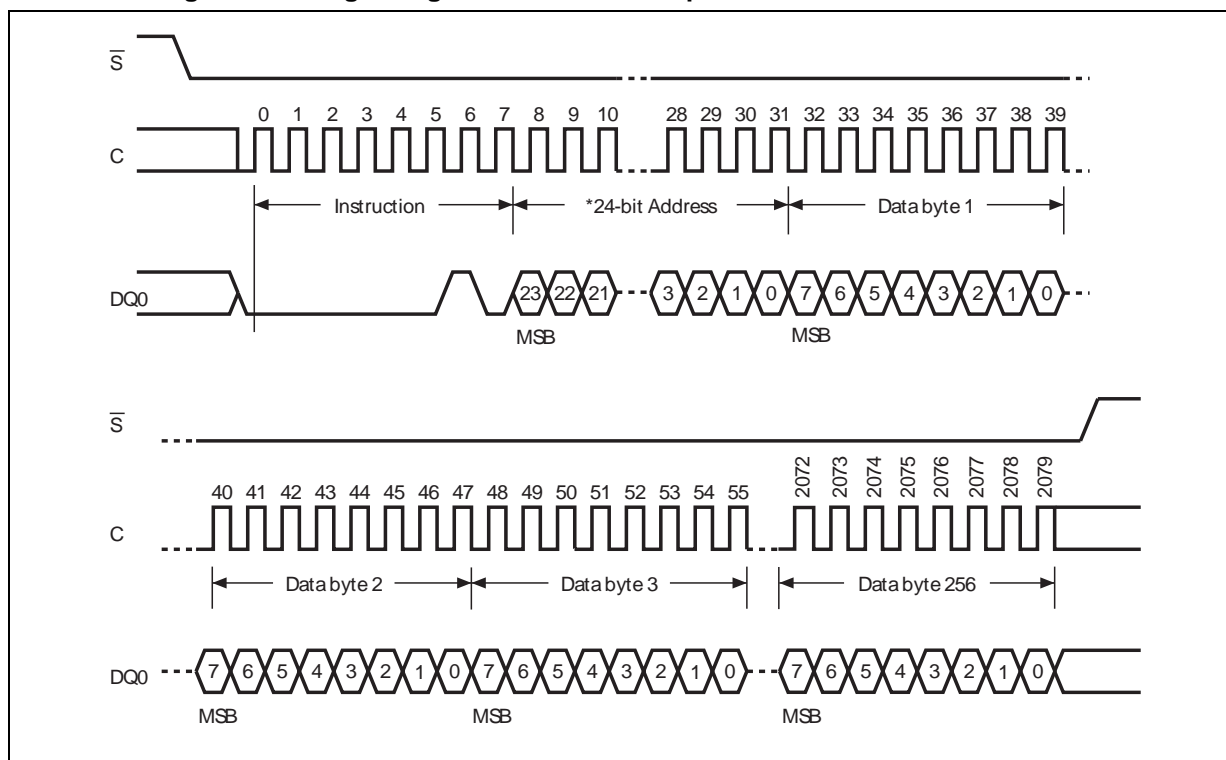 S
0 1 2 3 4 5 6 7 8 9 10 28 29 30 31 32 33 34 35 36 37 38 39
C
Instruction *24-bit Address Data byte 1
DQ0 23 22 21 3 2 1 0 7 6 5 4 3 2 1 0
MSB MSB
S
40 41 42 43 44 45 46 47 48 49 50 51 52 53 54 55 2072 2073 2074 2075 2076 2077 2078 2079
C
Data byte 2 Data byte 3 Data byte 256
DQ0 7 6 5 4 3 2 1 0 7 6 5 4 3 2 1 0 7 6 5 4 3 2 1 0
MSB MSB MSB